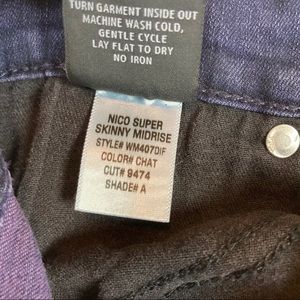 TURN GARMENT INSIDE OUT
MACHINE WASH COLD,
GENTLE CYCLE
LAY FLAT TO DRY
NO IRON
NICO SUPER
SKINNY MIDRISE
STYLE# WM407DIF
COLOR# CHAT
CUT# 9474
SHADE# A